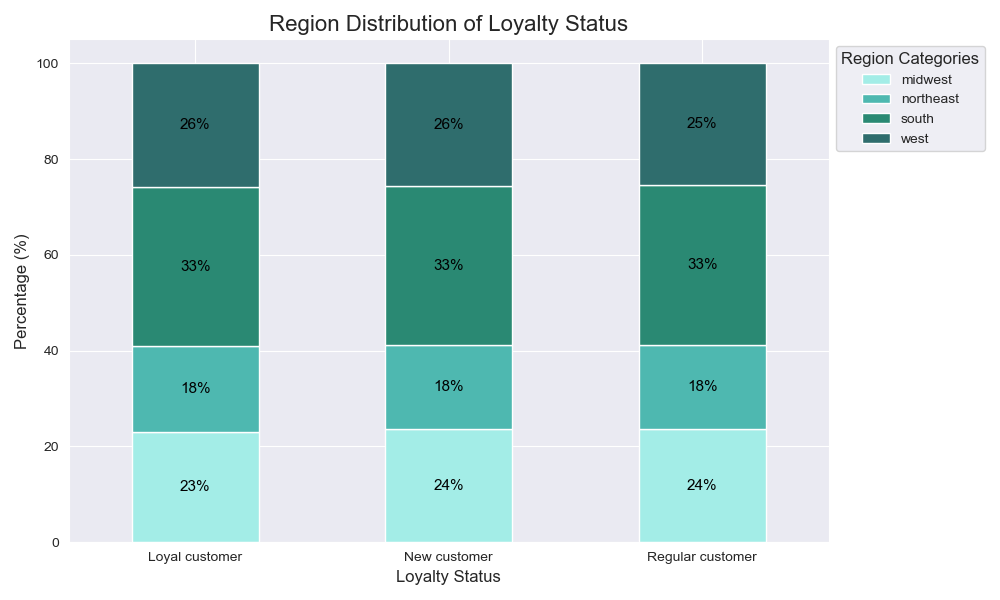 Region Distribution of Loyalty Status
Region Categories
midwest
northeast
south
west
Percentage (%)
100
80
60
40
20
0
26%
26%
25%
33%
33%
33%
18%
18%
18%
23%
24%
24%
Loyal customer
New customer
Regular customer
Loyalty Status